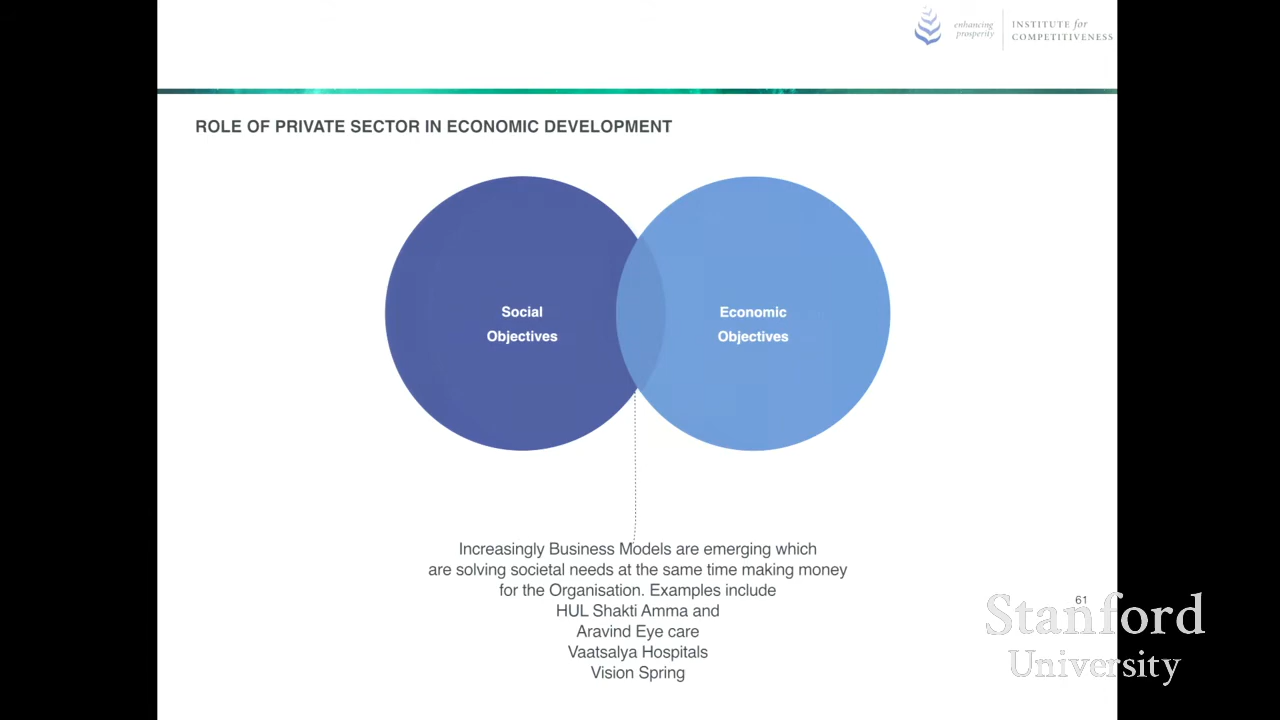 enhancing
prosperity
INSTITUTE for
COMPETITIVENESS
ROLE OF PRIVATE SECTOR IN ECONOMIC DEVELOPMENT
Social
Objectives
Economic
Objectives
Increasingly Business Models are emerging which
are solving societal needs at the same time making money
for the Organisation. Examples include
HUL Shakti Amma and
Aravind Eye care
Vaatsalya Hospitals
Vision Spring
61
Stanford
University